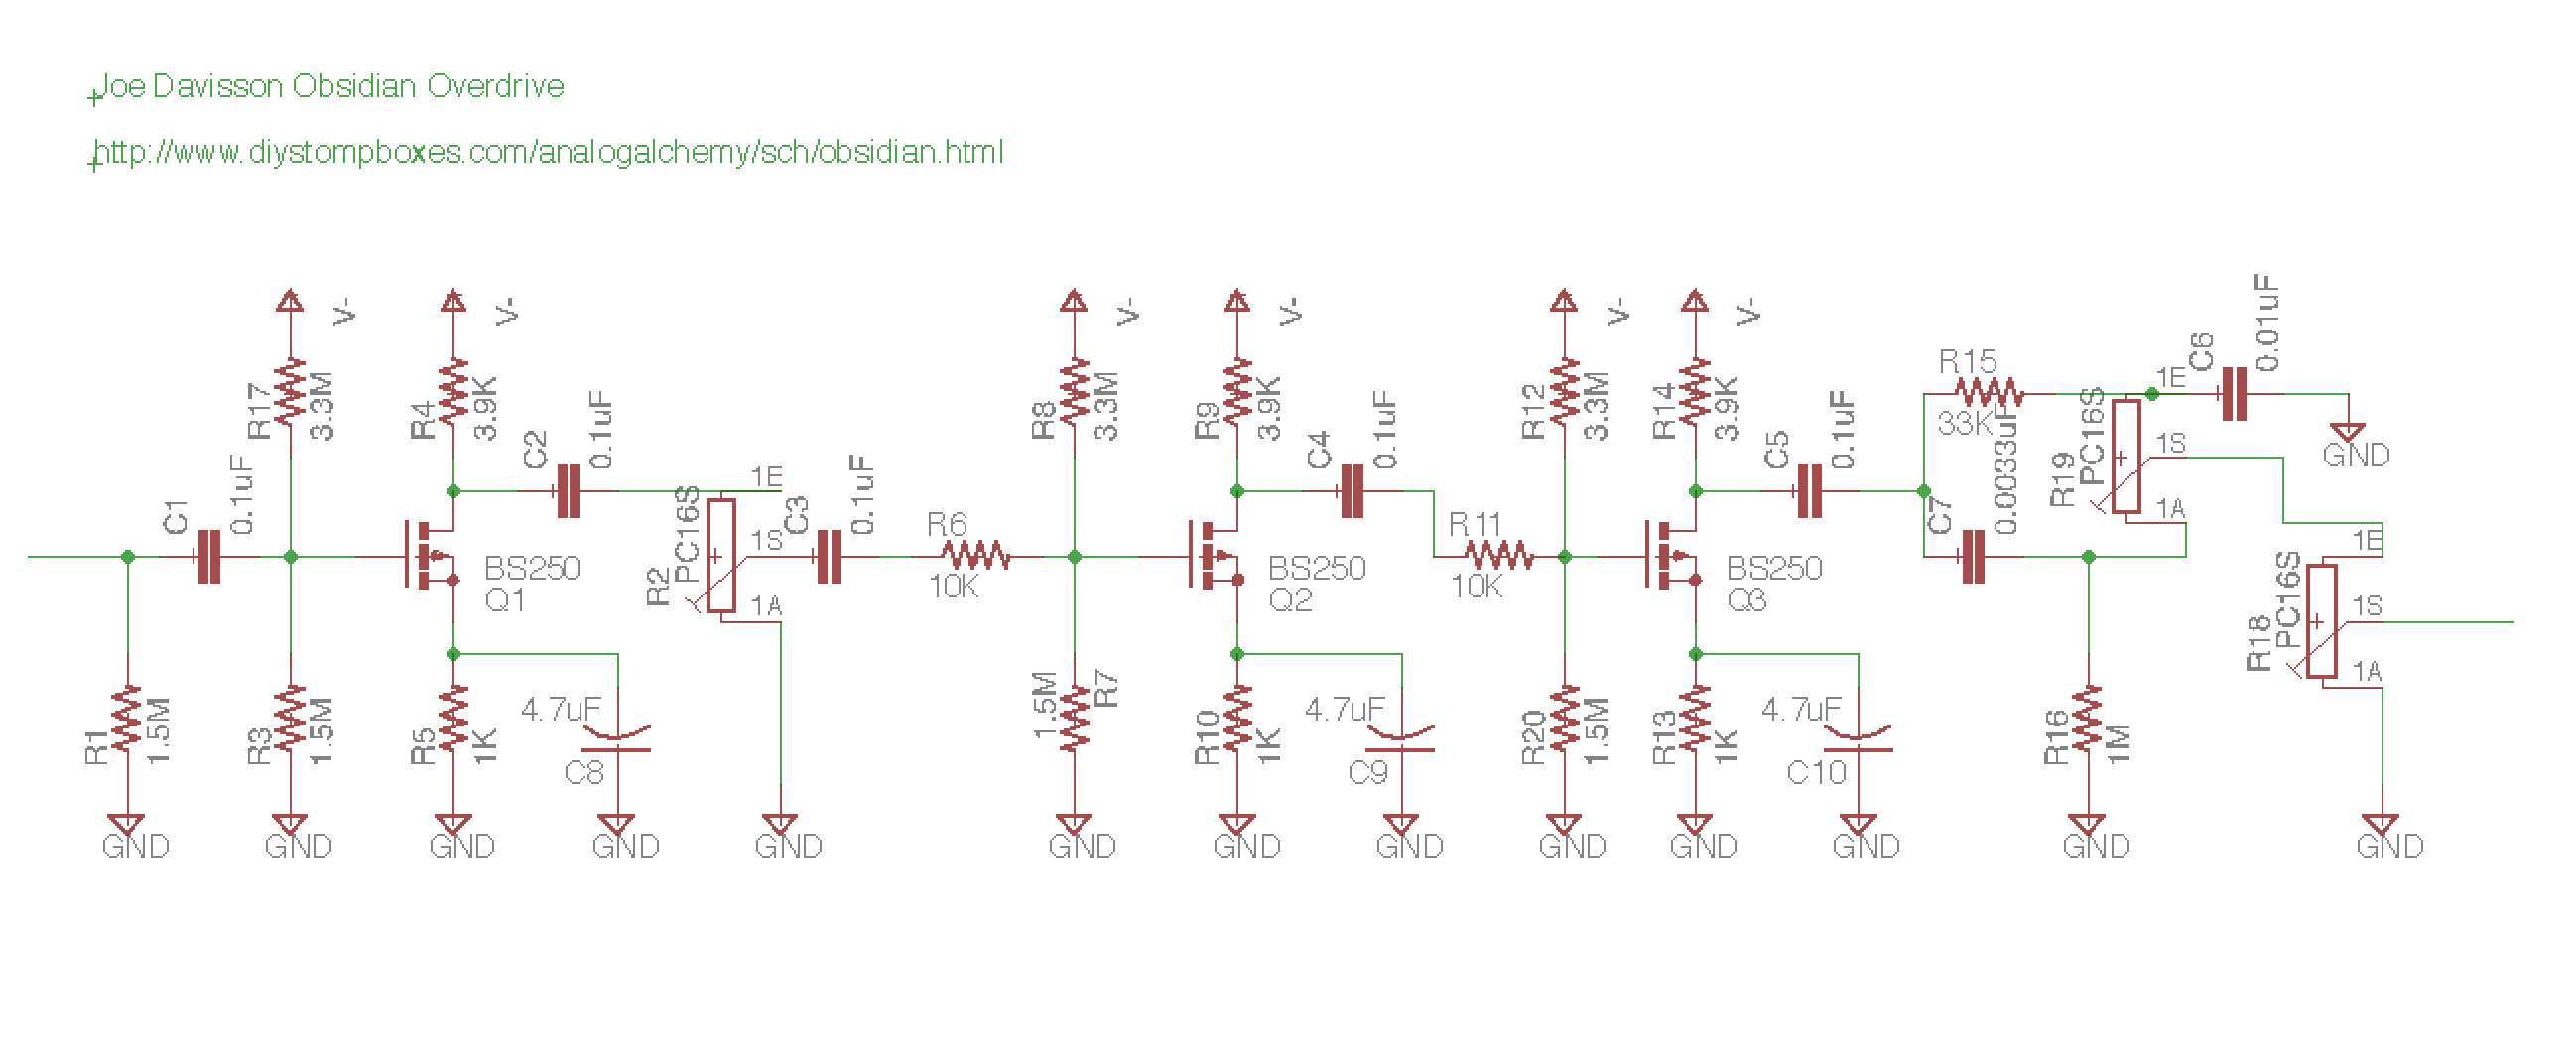 Joe Davisson Obsidian Overdrive
http://www.diystompboxes.com/analogalchemy/sch/obsidian.html
V-
V-
V-
V-
V-
V-
R17
3.3M
R4
3.9K
R8
3.3M
R9
3.9K
R12
3.3M
R14
3.9K
R15
33K
1E
C6
0.01uF
GND
C1
0.1uF
C2
0.1uF
1E
PC16S
R2
1S
1A
C3
0.1uF
R6
10K
C4
0.1uF
R11
10K
C5
0.1uF
C7
0.0033uF
R19
PC16S
1S
1A
BS250
Q1
BS250
Q2
BS250
Q3
1E
PC16S
R18
1S
1A
R1
1.5M
R3
1.5M
R5
1K
4.7uF
C8
1.5M
R7
R10
1K
4.7uF
C9
R20
1.5M
R13
1K
4.7uF
C10
R16
1M
GND
GND
GND
GND
GND
GND
GND
GND
GND
GND
GND
GND
GND